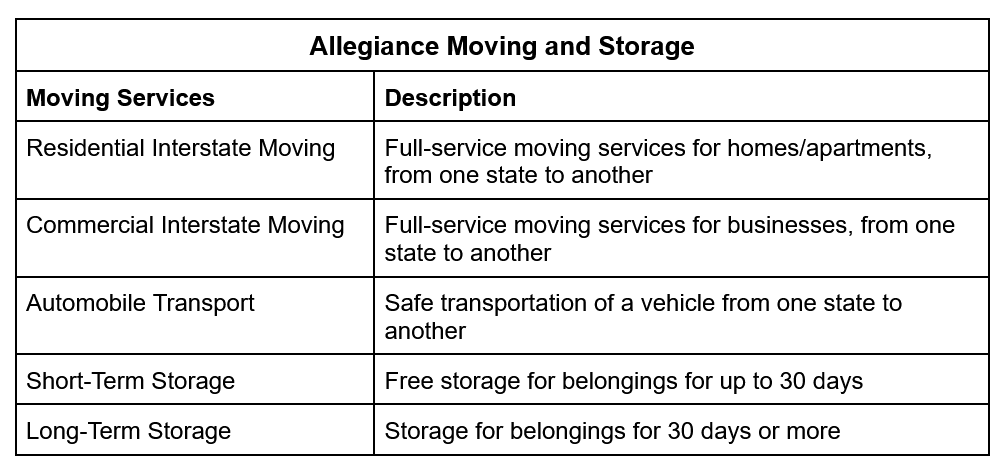 Allegiance Moving and Storage
Moving Services
Description
Residential Interstate Moving
Full-service moving services for homes/apartments,
from one state to another
Commercial Interstate Moving
Full-service moving services for businesses, from one
state to another
Automobile Transport
Safe transportation of a vehicle from one state to
another
Short-Term Storage
Free storage for belongings for up to 30 days
Long-Term Storage
Storage for belongings for 30 days or more